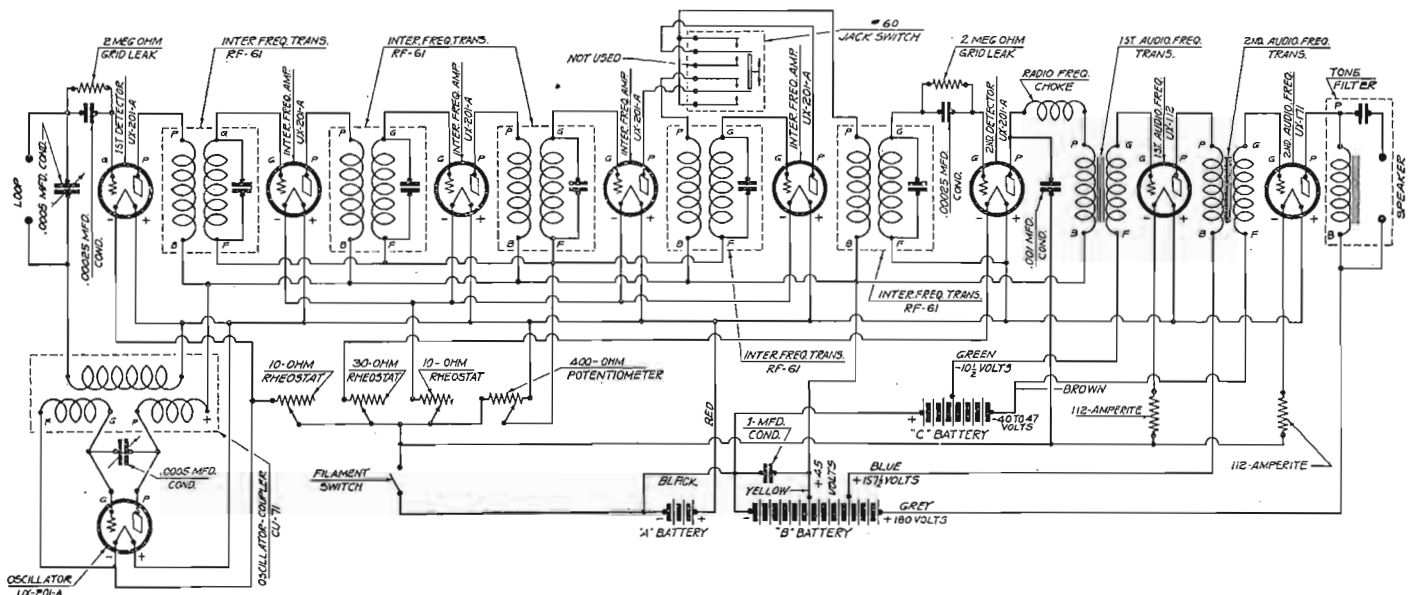 2 MEG OHM
GRID LEAK
INTER FREQ. TRANS.
RF-61
INTER. FREQ. TRANS.
RF-61
#60
JACK SWITCH
NOT USED
2 MEG OHM
GRID LEAK
RADIO FREQ.
CHOKE
1ST. AUDIO. FREQ.
TRANS.
2ND. AUDIO. FREQ.
TRANS.
TONE
FILTER
LOOP
.0005 MFD. COND.
.00025 MFD.
COND.
1ST DETECTOR
UX-201-A
INTER. FREQ. AMP.
UX-201-A
INTER. FREQ. AMP.
UX-201-A
INTER. FREQ. AMP
UX-201-A
INTER. FREQ. AMP.
UX-201-A
.00025 MFD.
COND.
2ND. DETECTOR
UX-201-A
.001 MFD.
COND.
1ST. AUDIO FREQ.
UX-112
2ND. AUDIO. FREQ.
UX-171
SPEAKER
G P - +
P G B F
G P - +
P G B F
G P - +
P G B F
G P - +
P G B F
G P - +
P G B F
G P - +
P G B F
G P - +
P G B F
G P - +
P B
INTER. FREQ. TRANS.
RF-61
INTER. FREQ. TRANS.
RF-61
10-OHM
RHEOSTAT
30-OHM
RHEOSTAT
10-OHM
RHEOSTAT
400-OHM
POTENTIOMETER
RED
GREEN
-10½ VOLTS
BROWN
-40 TO 47
VOLTS
+
"C" BATTERY
112-AMPERITE
112-AMPERITE
F G P +
.0005 MFD.
COND.
OSCILLATOR-COUPLER
CU-71
FILAMENT
SWITCH
1-MFD.
COND.
+45
VOLTS
YELLOW
BLUE
+157½ VOLTS
GREY
+180 VOLTS
BLACK
- +
"A" BATTERY
-
"B" BATTERY
G P
- +
OSCILLATOR
UX-201-A